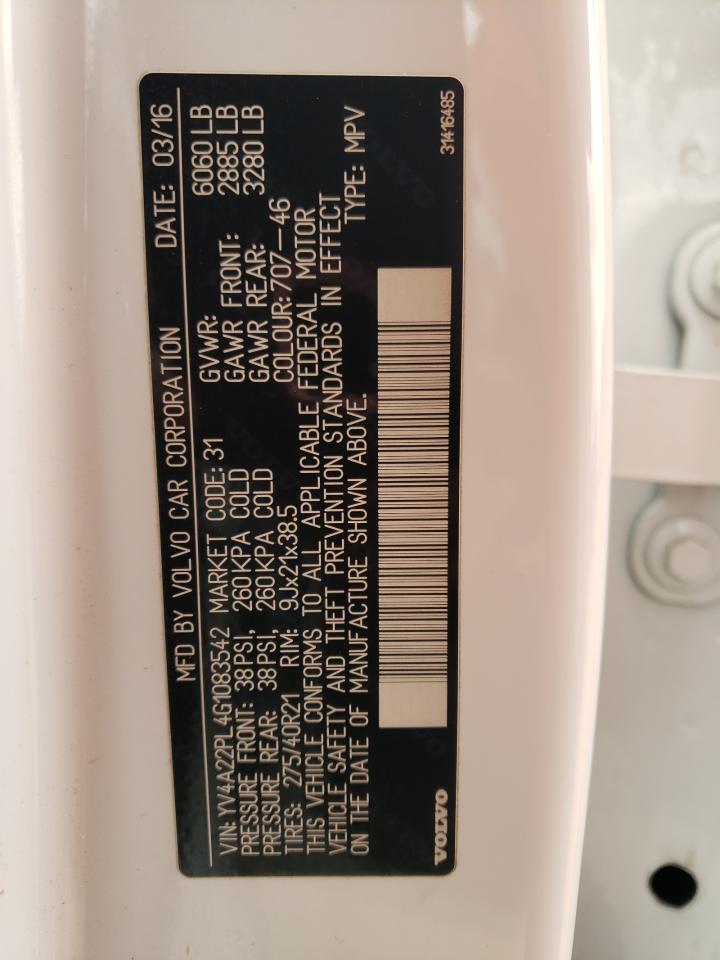 MFD BY VOLVO CAR CORPORATION DATE: 03/16
VIN: YV4A22PL4G1083542 MARKET CODE: 31 GVWR: 6060 LB
PRESSURE FRONT: 38PSI, 260KPA COLD GAWR FRONT: 2885 LB
PRESSURE REAR: 38PSI, 260KPA COLD GAWR REAR: 3280 LB
TIRES: 275/40R21 RIM: 9Jx21x38.5 COLOUR: 707-46
THIS VEHICLE CONFORMS TO ALL APPLICABLE FEDERAL MOTOR
VEHICLE SAFETY AND THEFT PREVENTION STANDARDS IN EFFECT
ON THE DATE OF MANUFACTURE SHOWN ABOVE. TYPE: MPV
VOLVO 31416485